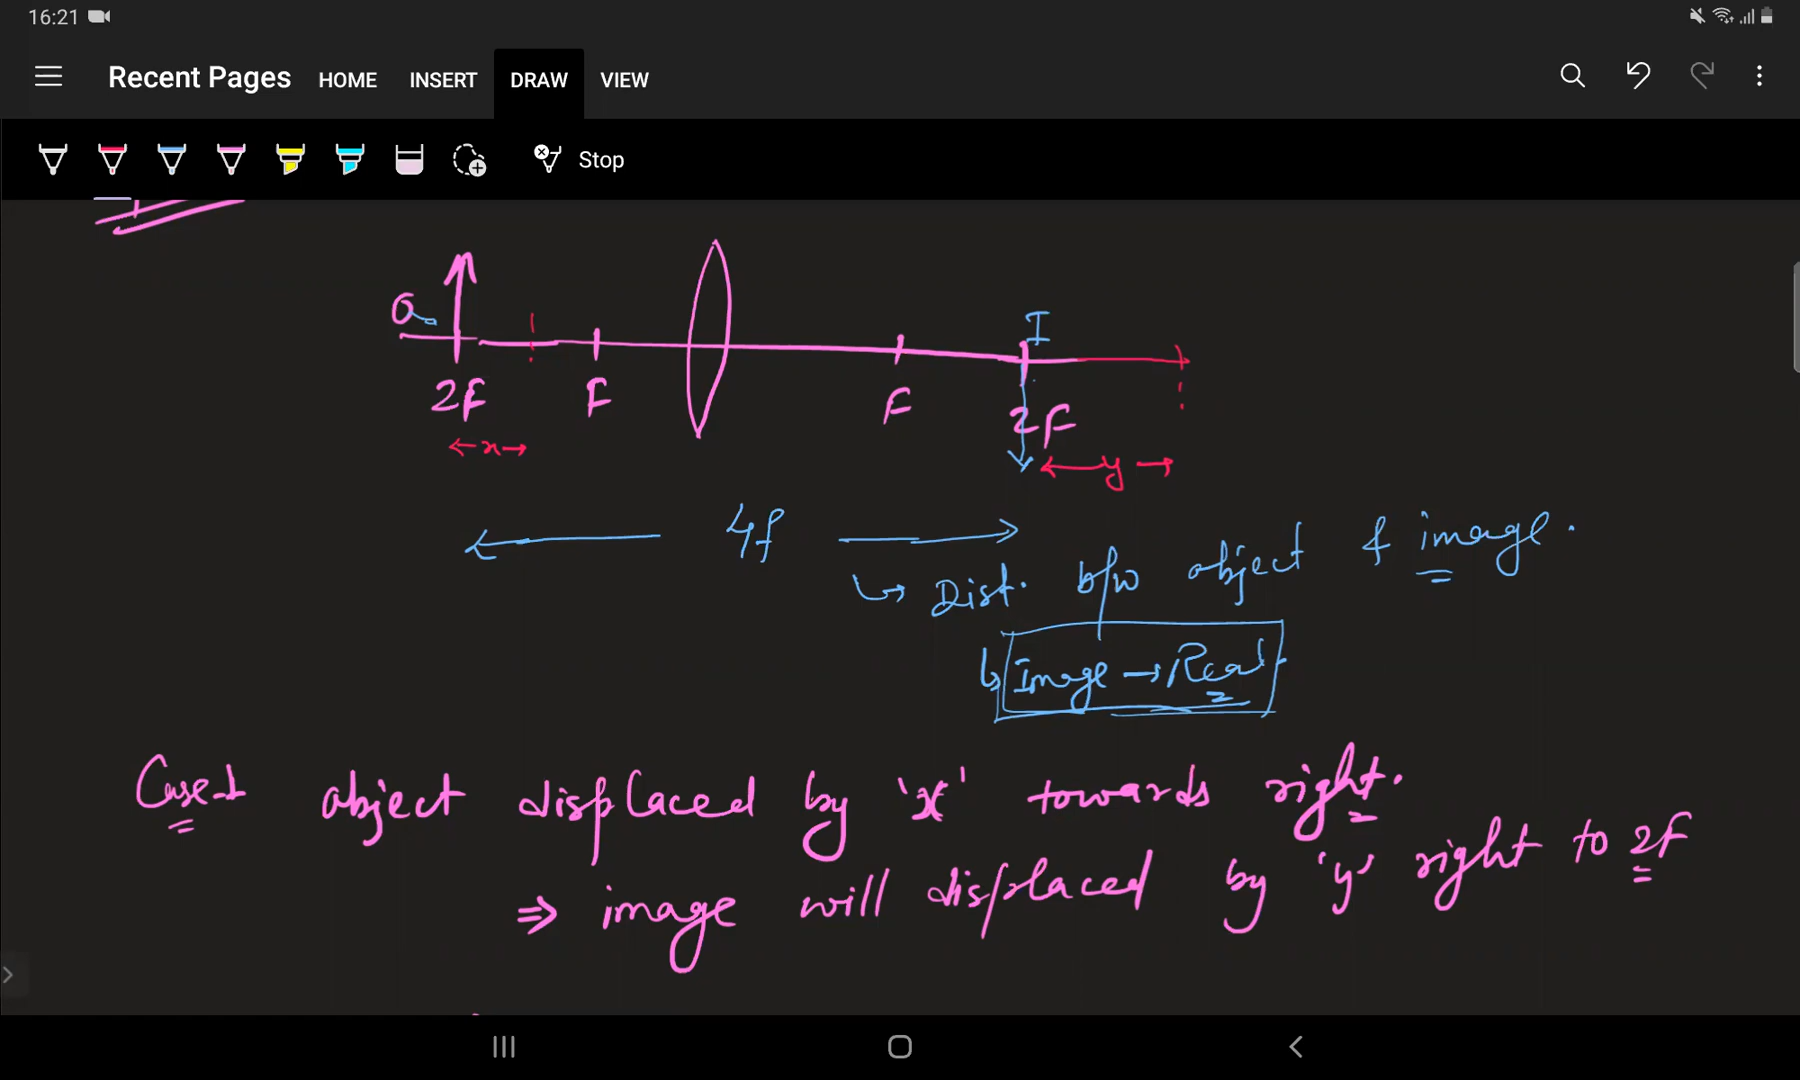 16:21
Recent Pages HOME INSERT DRAW VIEW
Stop
O I
2F F F 2F
x y
4f
Dist. b/w object & image.
Image → Real
Case-1 object displaced by 'x' towards right.
⇒ image will displaced by 'y' right to 2F